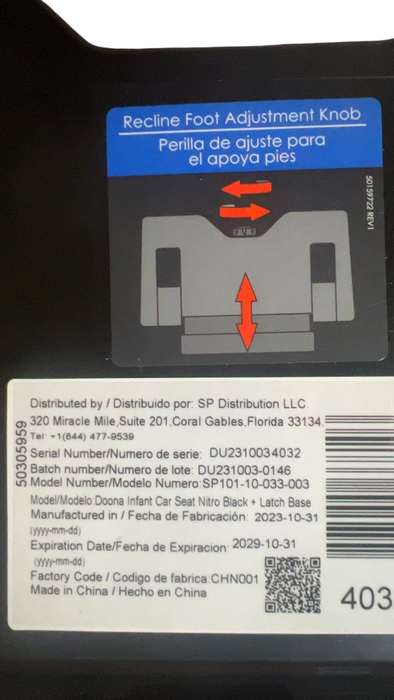 Recline Foot Adjustment Knob
Perilla de ajuste para
el apoya pies
50159722 REV1
Distributed by / Distribuido por: SP Distribution LLC.
320 Miracle Mile,Suite 201,Coral Gables,Florida 33134.
Tel: +1(844) 477-9539
50305959
Serial Number/Numero de serie: DU2310034032
Batch number/Numero de lote: DU231003-0146
Model Number/Modelo Numero:SP101-10-033-003
Model/Modelo:Doona Infant Car Seat Nitro Black + Latch Base
Manufactured in / Fecha de Fabricación: 2023-10-31
(yyyy-mm-dd)
Expiration Date/Fecha de Expiracion: 2029-10-31
(yyyy-mm-dd)
Factory Code / Codigo de fabrica:CHN001
Made in China / Hecho en China
403